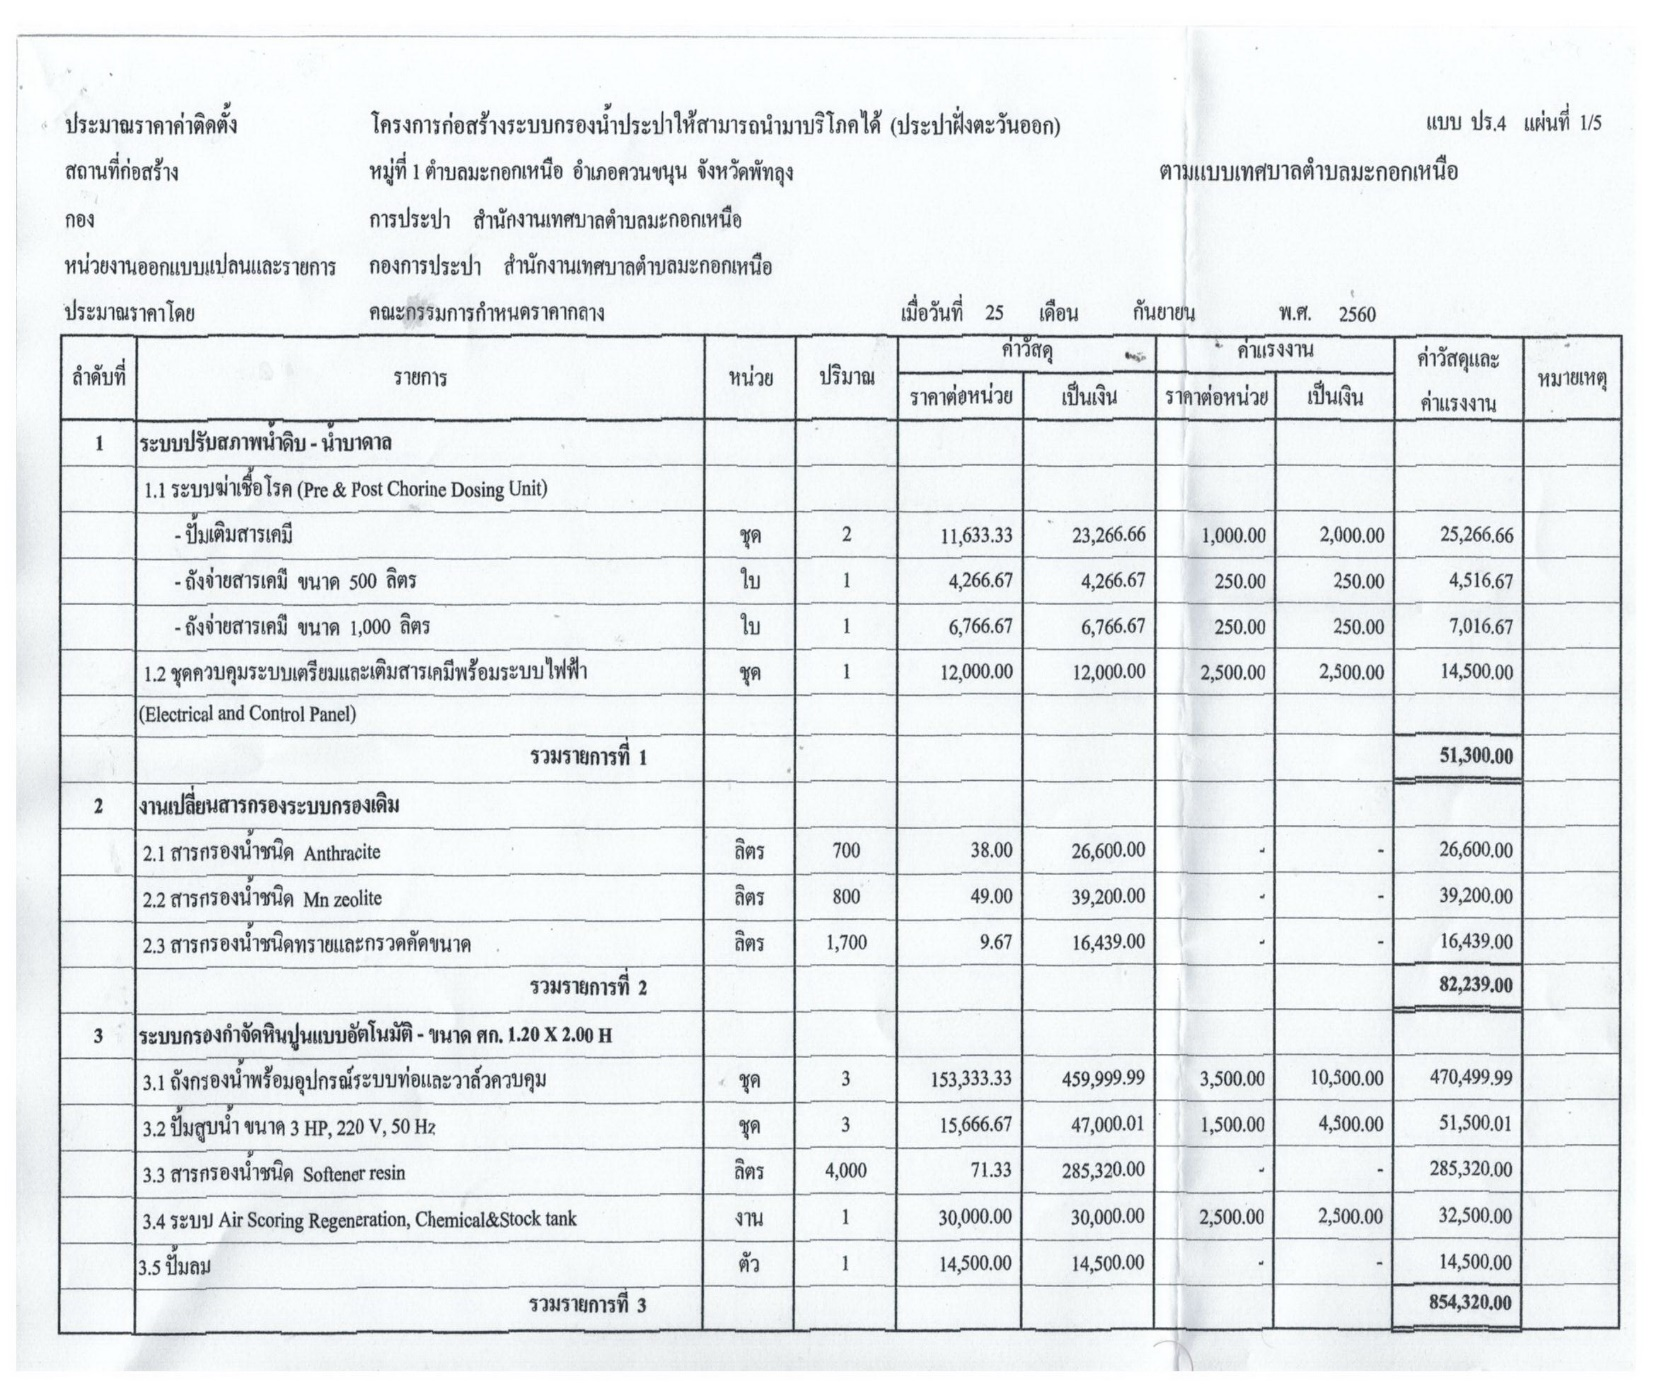 ประมาณราคาค่าติดตั้ง โครงการก่อสร้างระบบกรองน้ำประปาให้สามารถนำมาบริโภคได้ (ประปาฝั่งตะวันออก) แบบ ปร.4 แผ่นที่ 1/5
สถานที่ก่อสร้าง หมู่ที่ 1 ตำบลมะกอกเหนือ อำเภอควนขนุน จังหวัดพัทลุง ตามแบบเทศบาลตำบลมะกอกเหนือ
กอง การประปา สำนักงานเทศบาลตำบลมะกอกเหนือ
หน่วยงานออกแบบแปลนและรายการ กองการประปา สำนักงานเทศบาลตำบลมะกอกเหนือ
ประมาณราคาโดย คณะกรรมการกำหนดราคากลาง เมื่อวันที่ 25 เดือน กันยายน พ.ศ. 2560
ลำดับที่ รายการ หน่วย ปริมาณ ค่าวัสดุ ค่าแรงงาน ค่าวัสดุและ หมายเหตุ
ราคาต่อหน่วย เป็นเงิน ราคาต่อหน่วย เป็นเงิน ค่าแรงงาน
1 ระบบปรับสภาพน้ำดิบ - น้ำบาดาล
1.1 ระบบฆ่าเชื้อโรค (Pre & Post Chorine Dosing Unit)
- ปั้มเติมสารเคมี ชุด 2 11,633.33 23,266.66 1,000.00 2,000.00 25,266.66
- ถังจ่ายสารเคมี ขนาด 500 ลิตร ใบ 1 4,266.67 4,266.67 250.00 250.00 4,516.67
- ถังจ่ายสารเคมี ขนาด 1,000 ลิตร ใบ 1 6,766.67 6,766.67 250.00 250.00 7,016.67
1.2 ชุดควบคุมระบบเตรียมและเติมสารเคมีพร้อมระบบไฟฟ้า ชุด 1 12,000.00 12,000.00 2,500.00 2,500.00 14,500.00
(Electrical and Control Panel)
รวมรายการที่ 1 51,300.00
2 งานเปลี่ยนสารกรองระบบกรองเดิม
2.1 สารกรองน้ำชนิด Anthracite ลิตร 700 38.00 26,600.00 - - 26,600.00
2.2 สารกรองน้ำชนิด Mn zeolite ลิตร 800 49.00 39,200.00 - - 39,200.00
2.3 สารกรองน้ำชนิดทรายและกรวดคัดขนาด ลิตร 1,700 9.67 16,439.00 - - 16,439.00
รวมรายการที่ 2 82,239.00
3 ระบบกรองกำจัดหินปูนแบบอัตโนมัติ - ขนาด ศก. 1.20 X 2.00 H
3.1 ถังกรองน้ำพร้อมอุปกรณ์ระบบท่อและวาล์วควบคุม ชุด 3 153,333.33 459,999.99 3,500.00 10,500.00 470,499.99
3.2 ปั้มสูบน้ำ ขนาด 3 HP, 220 V, 50 Hz ชุด 3 15,666.67 47,000.01 1,500.00 4,500.00 51,500.01
3.3 สารกรองน้ำชนิด Softener resin ลิตร 4,000 71.33 285,320.00 - - 285,320.00
3.4 ระบบ Air Scoring Regeneration, Chemical&Stock tank งาน 1 30,000.00 30,000.00 2,500.00 2,500.00 32,500.00
3.5 ปั้มลม ตัว 1 14,500.00 14,500.00 - - 14,500.00
รวมรายการที่ 3 854,320.00